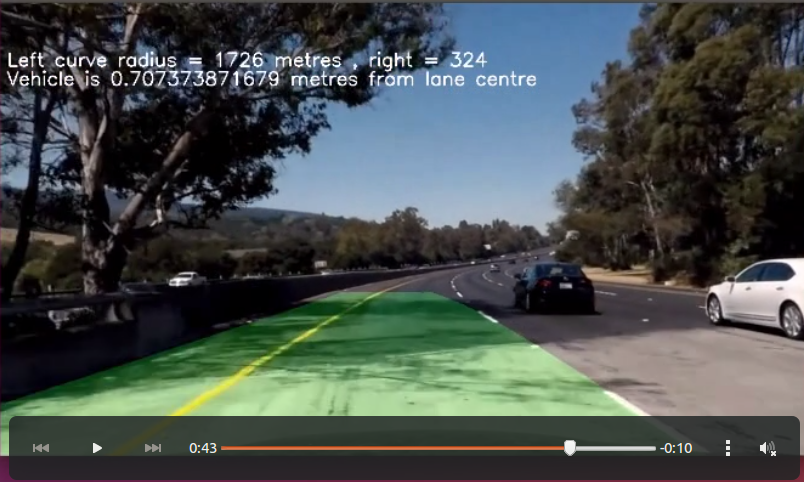 Left curve radius = 1726 metres , right = 324
Vehicle is 0.707373871679 metres from lane centre
0:43
-0:10